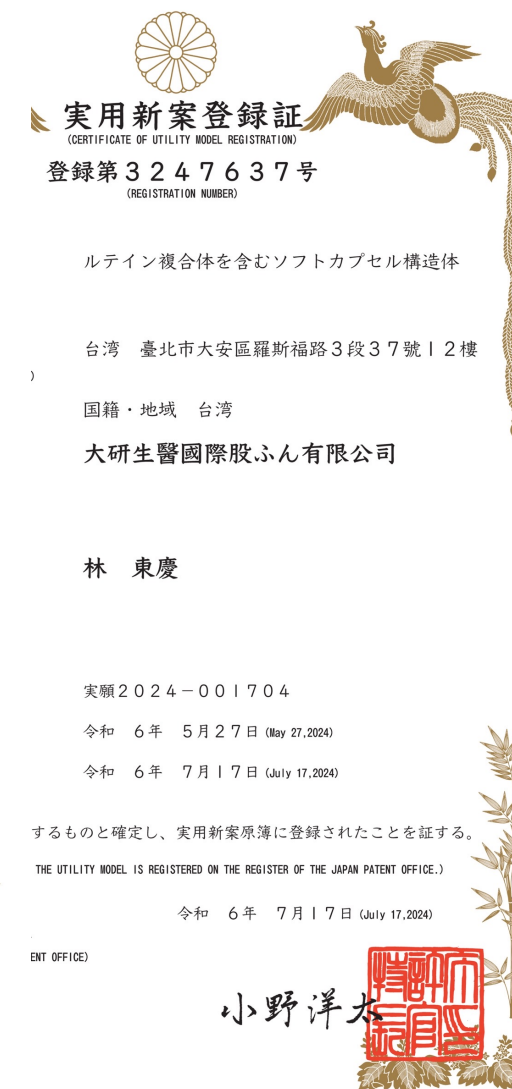 実用新案登録証
(CERTIFICATE OF UTILITY MODEL REGISTRATION)
登録第３２４７６３７号
(REGISTRATION NUMBER)
ルテイン複合体を含むソフトカプセル構造体
台湾　臺北市大安區羅斯福路３段３７號１２樓
)
国籍・地域　台湾
大研生醫國際股ふん有限公司
林　東慶
実願２０２４－００１７０４
令和　６年　５月２７日 (May 27,2024)
令和　６年　７月１７日 (July 17,2024)
するものと確定し、実用新案原簿に登録されたことを証する。
THE UTILITY MODEL IS REGISTERED ON THE REGISTER OF THE JAPAN PATENT OFFICE.)
令和　６年　７月１７日 (July 17,2024)
ENT OFFICE)
小野洋太
特許庁長官之印